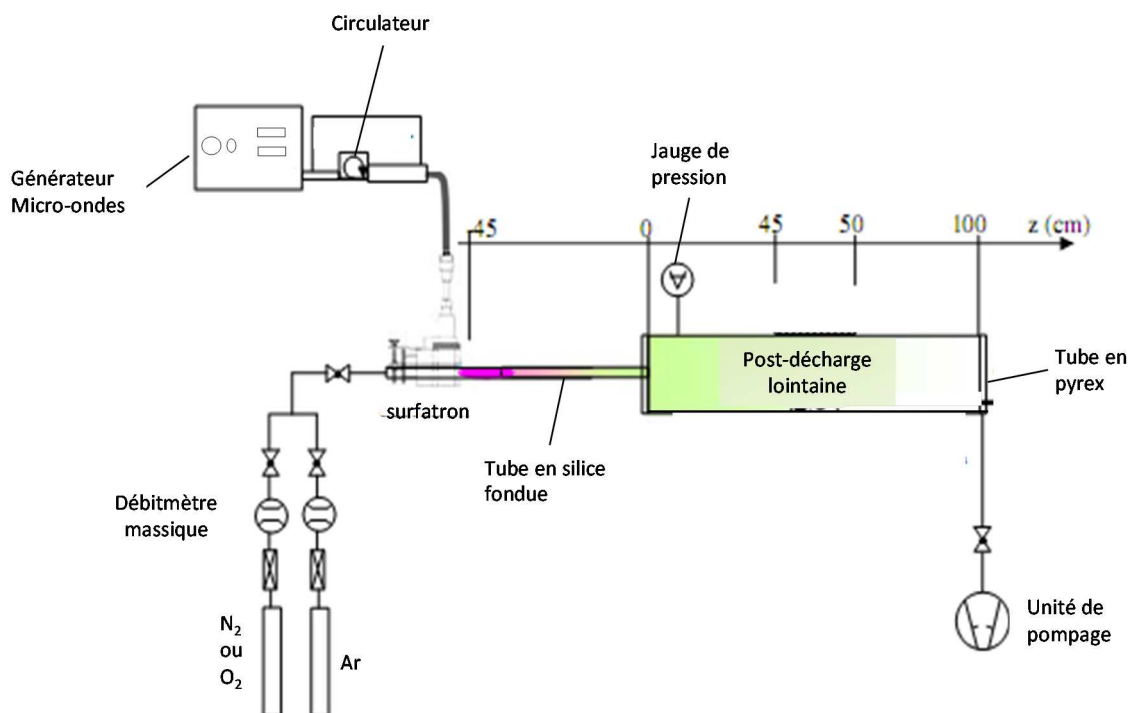 Circulateur
Générateur
Micro-ondes
Jauge de
pression
-45
0
45
50
100
z (cm)
Post-décharge
lointaine
Tube en
pyrex
surfatron
Tube en silice
fondue
Débitmètre
massique
N₂
ou
O₂
Ar
Unité de
pompage